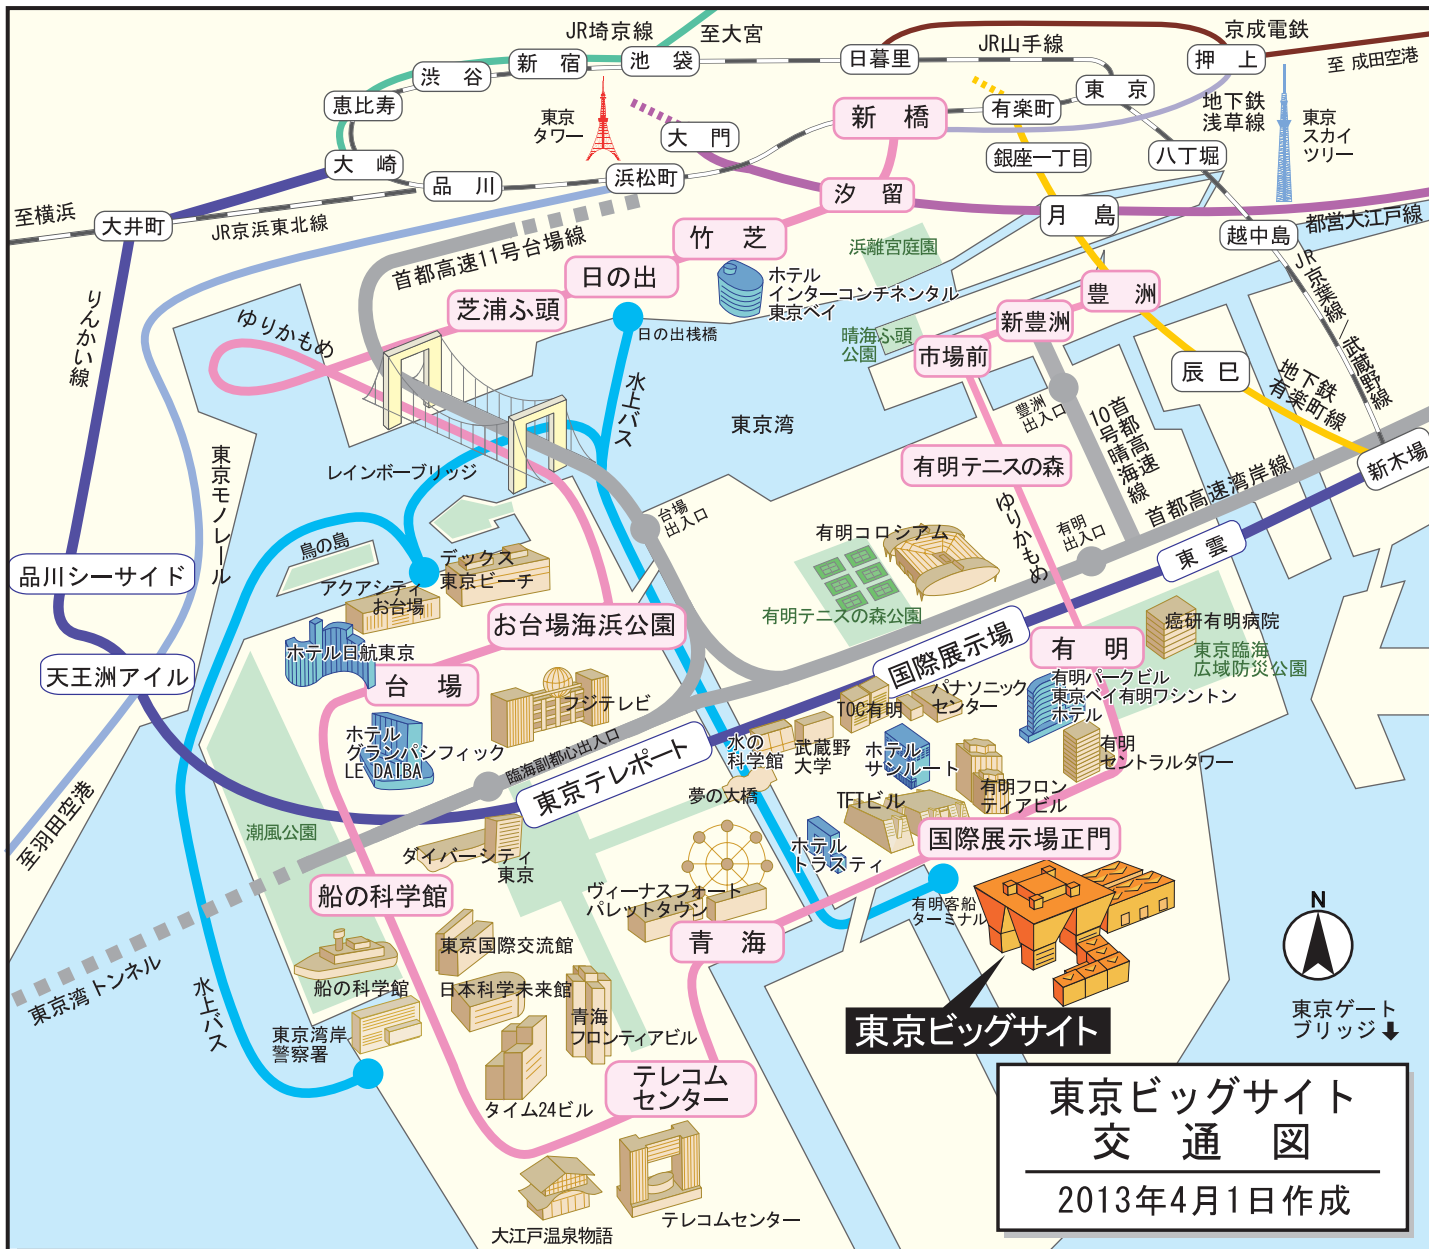 JR埼京線
至大宮
京成電鉄
JR山手線
至 成田空港
渋 谷
新 宿
池 袋
日暮里
押 上
恵比寿
東京
タワー
大 門
新 橋
有楽町
東 京
地下鉄
浅草線
東京
スカイ
ツリー
大 崎
品 川
浜松町
汐 留
銀座一丁目
八丁堀
月 島
越中島
都営大江戸線
至横浜
大井町
JR京浜東北線
首都高速11号台場線
竹 芝
日の出
芝浦ふ頭
ホテル
インターコンチネンタル
東京ベイ
浜離宮庭園
晴海ふ頭
公園
豊 洲
新豊洲
市場前
JR京葉線/武蔵野線
りんかい線
ゆりかもめ
日の出桟橋
水上バス
東京湾
豊洲
出入口
首都高速
10号晴海線
辰 巳
地下鉄
有楽町線
新木場
首都高速湾岸線
東京モノレール
レインボーブリッジ
台場
出入口
有明テニスの森
ゆりかもめ
有明
出入口
東 雲
有明コロシアム
有明テニスの森公園
国際展示場
品川シーサイド
鳥の島
デックス
東京ビーチ
アクアシティ
お台場
お台場海浜公園
ホテル日航東京
天王洲アイル
台 場
フジテレビ
ホテル
グランパシフィック
LE DAIBA
臨海副都心出入口
東京テレポート
有 明
癌研有明病院
東京臨海
広域防災公園
有明パークビル
東京ベイ有明ワシントン
ホテル
パナソニック
センター
TOC有明
水の
科学館
武蔵野
大学
ホテル
サンルート
有明
セントラルタワー
有明フロン
ティアビル
夢の大橋
TFTビル
国際展示場正門
ホテル
トラスティ
至羽田空港
潮風公園
ダイバーシティ
東京
船の科学館
ヴィーナスフォート
パレットタウン
青 海
有明客船
ターミナル
東京国際交流館
日本科学未来館
船の科学館
東京湾トンネル
水上バス
東京湾岸
警察署
青海
フロンティアビル
タイム24ビル
テレコム
センター
大江戸温泉物語
テレコムセンター
東京ビッグサイト
N
東京ゲート
ブリッジ
東京ビッグサイト
交 通 図
2013年4月1日作成